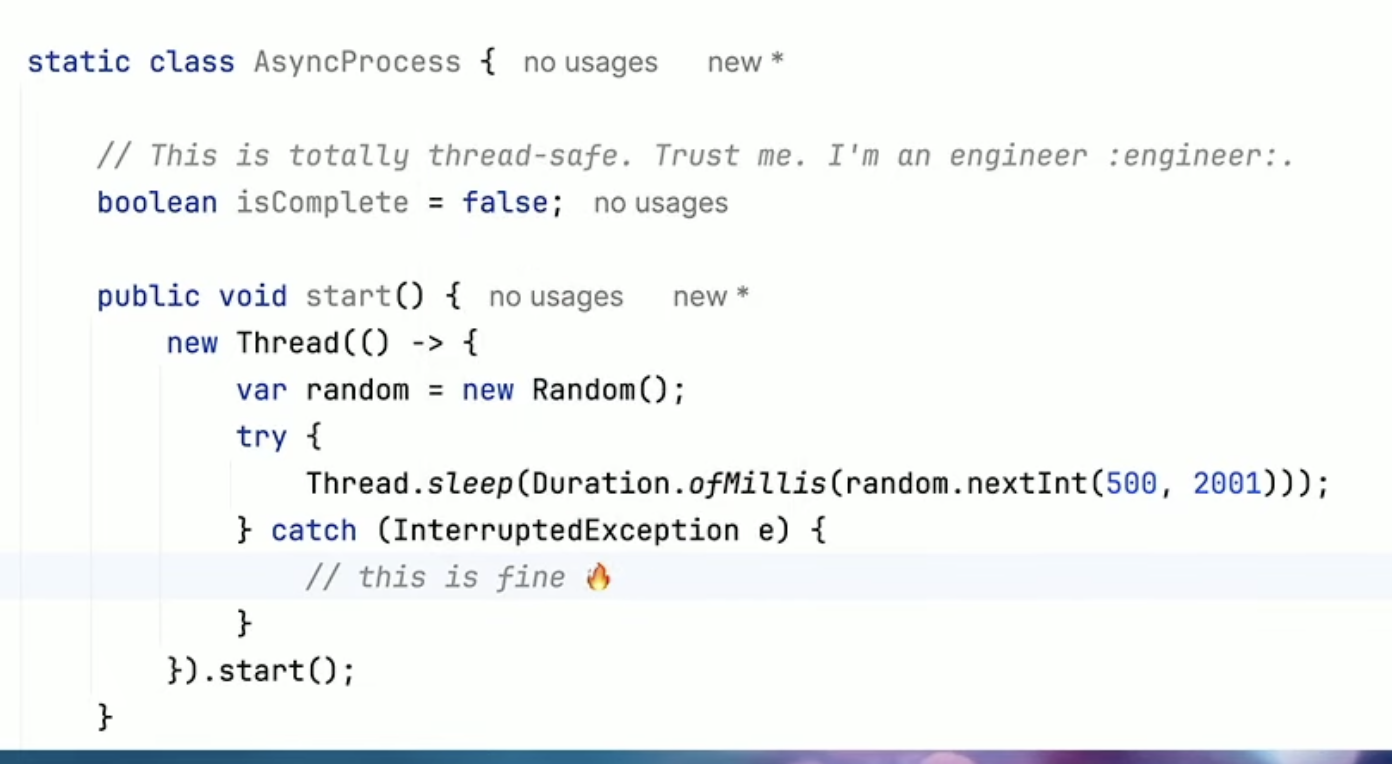 static class AsyncProcess { no usages new *
// This is totally thread-safe. Trust me. I'm an engineer :engineer:.
boolean isComplete = false; no usages
public void start() { no usages new *
new Thread(() -> {
var random = new Random();
try {
Thread.sleep(Duration.ofMillis(random.nextInt(500, 2001)));
} catch (InterruptedException e) {
// this is fine 🔥
}
}).start();
}